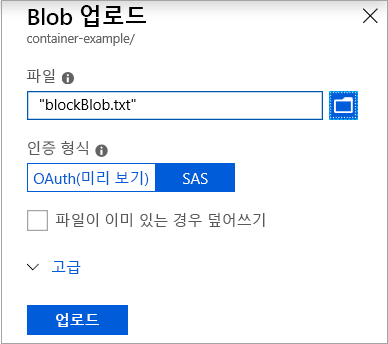 Blob 업로드
container-example/
파일
"blockBlob.txt"
인증 형식
OAuth(미리 보기) SAS
파일이 이미 있는 경우 덮어쓰기
고급
업로드